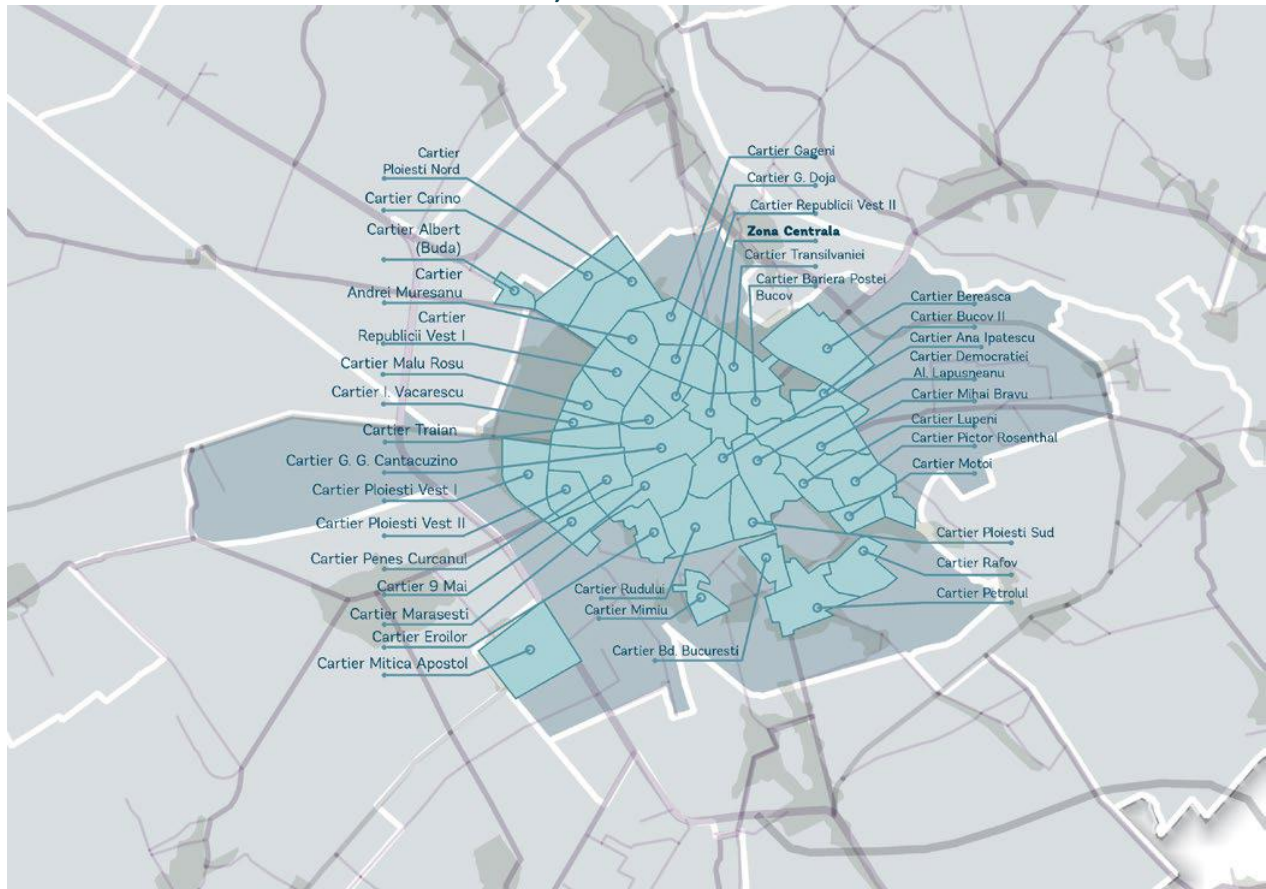 Cartier
Ploiesti Nord
Cartier Carino
Cartier Albert
(Buda)
Cartier
Andrei Muresanu
Cartier
Republicii Vest I
Cartier Malu Rosu
Cartier I. Vacarescu
Cartier Traian
Cartier G. G. Cantacuzino
Cartier Ploiesti Vest I
Cartier Ploiesti Vest II
Cartier Penes Curcanul
Cartier 9 Mai
Cartier Marasesti
Cartier Eroilor
Cartier Mitica Apostol
Cartier Gageni
Cartier G. Doja
Cartier Republicii Vest II
Zona Centrala
Cartier Transilvaniei
Cartier Bariera Postei
Bucov
Cartier Bereasca
Cartier Bucov II
Cartier Ana Ipatescu
Cartier Democratiei
Al. Lapusneanu
Cartier Mihai Bravu
Cartier Lupeni
Cartier Pictor Rosenthal
Cartier Motoi
Cartier Ploiesti Sud
Cartier Rafov
Cartier Petrolul
Cartier Rudului
Cartier Mimiu
Cartier Bd. Bucuresti